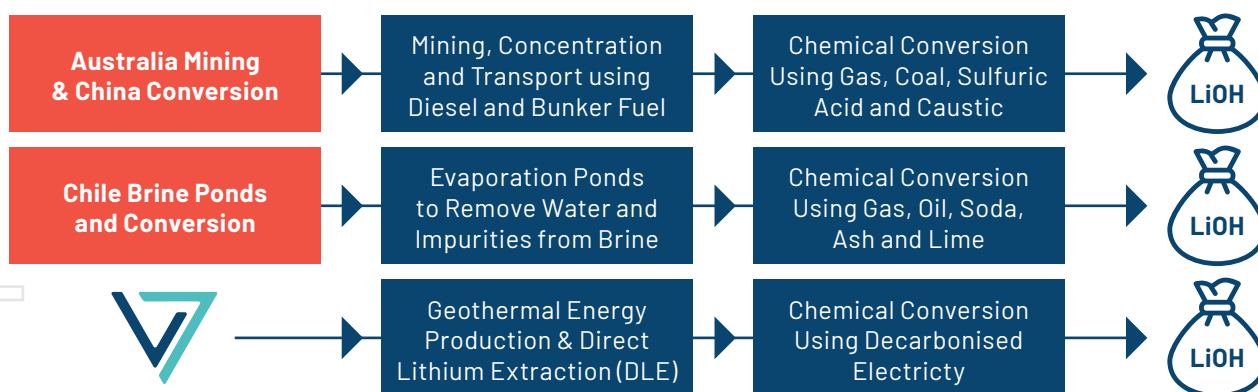 Australia Mining
& China Conversion
Mining, Concentration
and Transport using
Diesel and Bunker Fuel
Chemical Conversion
Using Gas, Coal, Sulfuric
Acid and Caustic
LiOH
Chile Brine Ponds
and Conversion
Evaporation Ponds
to Remove Water and
Impurities from Brine
Chemical Conversion
Using Gas, Oil, Soda,
Ash and Lime
LiOH
Geothermal Energy
Production & Direct
Lithium Extraction (DLE)
Chemical Conversion
Using Decarbonised
Electricty
LiOH